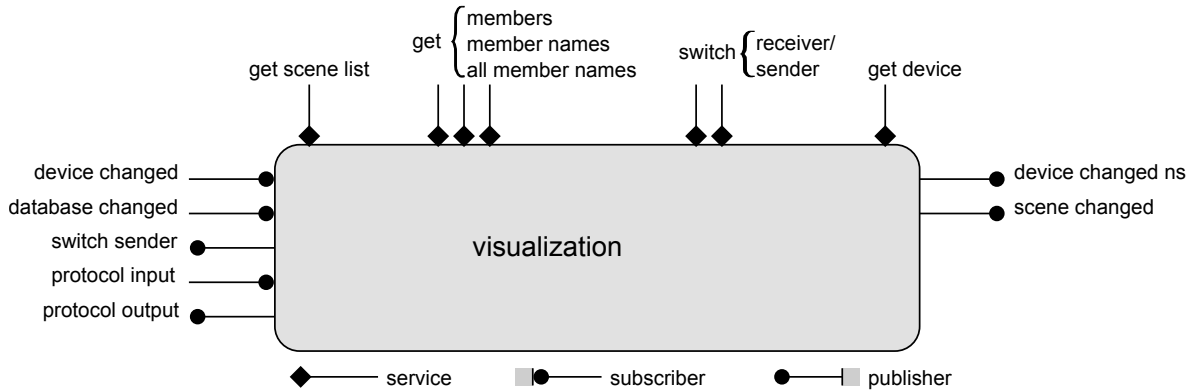 members
get member names
all member names
switch receiver/
sender
get scene list
get device
device changed
database changed
switch sender
protocol input
protocol output
visualization
device changed ns
scene changed
service
subscriber
publisher